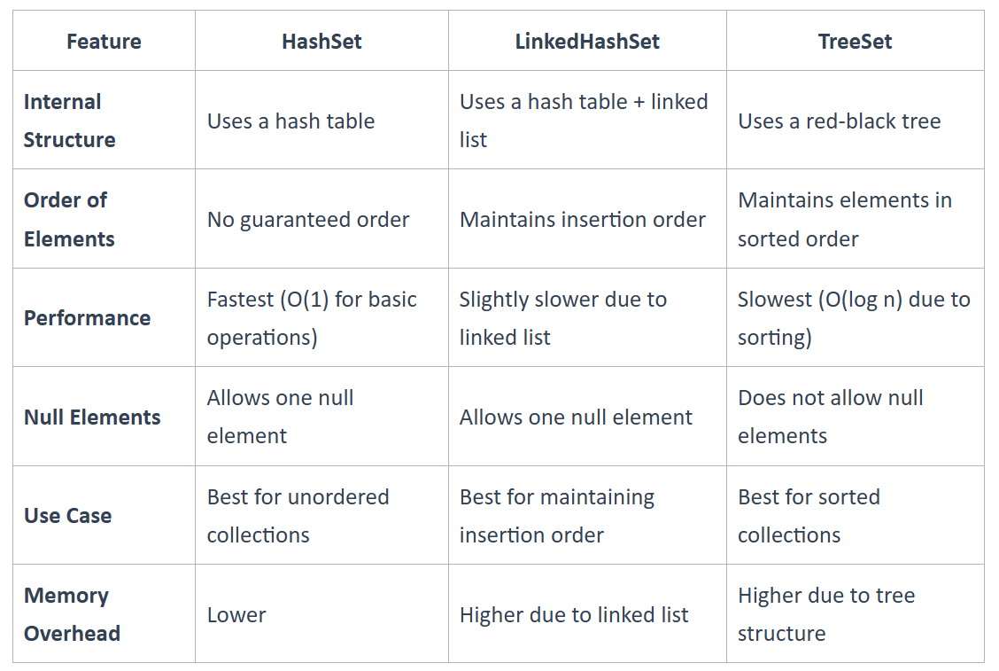 Feature
HashSet
LinkedHashSet
TreeSet
Internal
Structure
Uses a hash table
Uses a hash table + linked
list
Uses a red-black tree
Order of
Elements
No guaranteed order
Maintains insertion order
Maintains elements in
sorted order
Performance
Fastest (O(1) for basic
operations)
Slightly slower due to
linked list
Slowest (O(log n) due to
sorting)
Null Elements
Allows one null
element
Allows one null element
Does not allow null
elements
Use Case
Best for unordered
collections
Best for maintaining
insertion order
Best for sorted
collections
Memory
Overhead
Lower
Higher due to linked list
Higher due to tree
structure